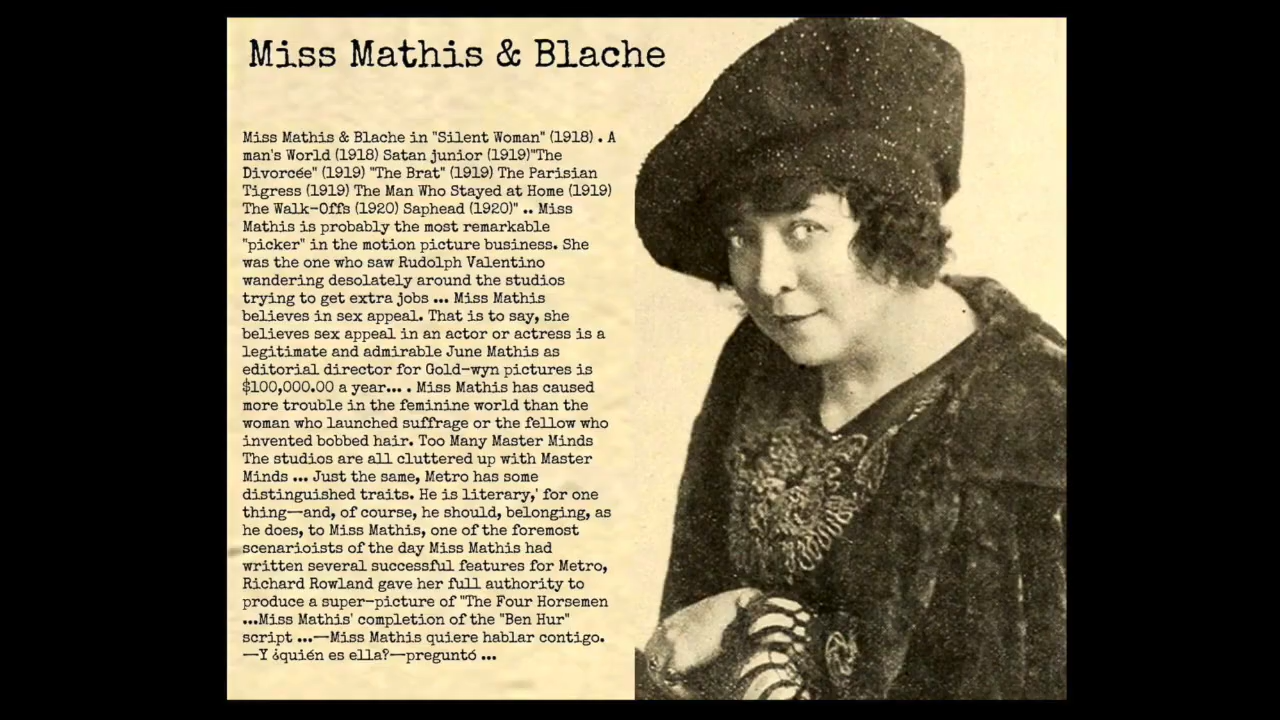 Miss Mathis & Blache
Miss Mathis & Blache in "Silent Woman" (1918) . A
man's World (1918) Satan junior (1919)"The
Divorcée" (1919) "The Brat" (1919) The Parisian
Tigress (1919) The Man Who Stayed at Home (1919)
The Walk-Offs (1920) Saphead (1920)" .. Miss
Mathis is probably the most remarkable
"picker" in the motion picture business. She
was the one who saw Rudolph Valentino
wandering desolately around the studios
trying to get extra jobs ... Miss Mathis
believes in sex appeal. That is to say, she
believes sex appeal in an actor or actress is a
legitimate and admirable June Mathis as
editorial director for Gold-wyn pictures is
$100,000.00 a year... . Miss Mathis has caused
more trouble in the feminine world than the
woman who launched suffrage or the fellow who
invented bobbed hair. Too Many Master Minds
The studios are all cluttered up with Master
Minds ... Just the same, Metro has some
distinguished traits. He is literary,' for one
thing—and, of course, he should, belonging, as
he does, to Miss Mathis, one of the foremost
scenarioists of the day Miss Mathis had
written several successful features for Metro,
Richard Rowland gave her full authority to
produce a super-picture of "The Four Horsemen
...Miss Mathis' completion of the "Ben Hur"
script ...—Miss Mathis quiere hablar contigo.
—Y ¿quién es ella?—preguntó ...